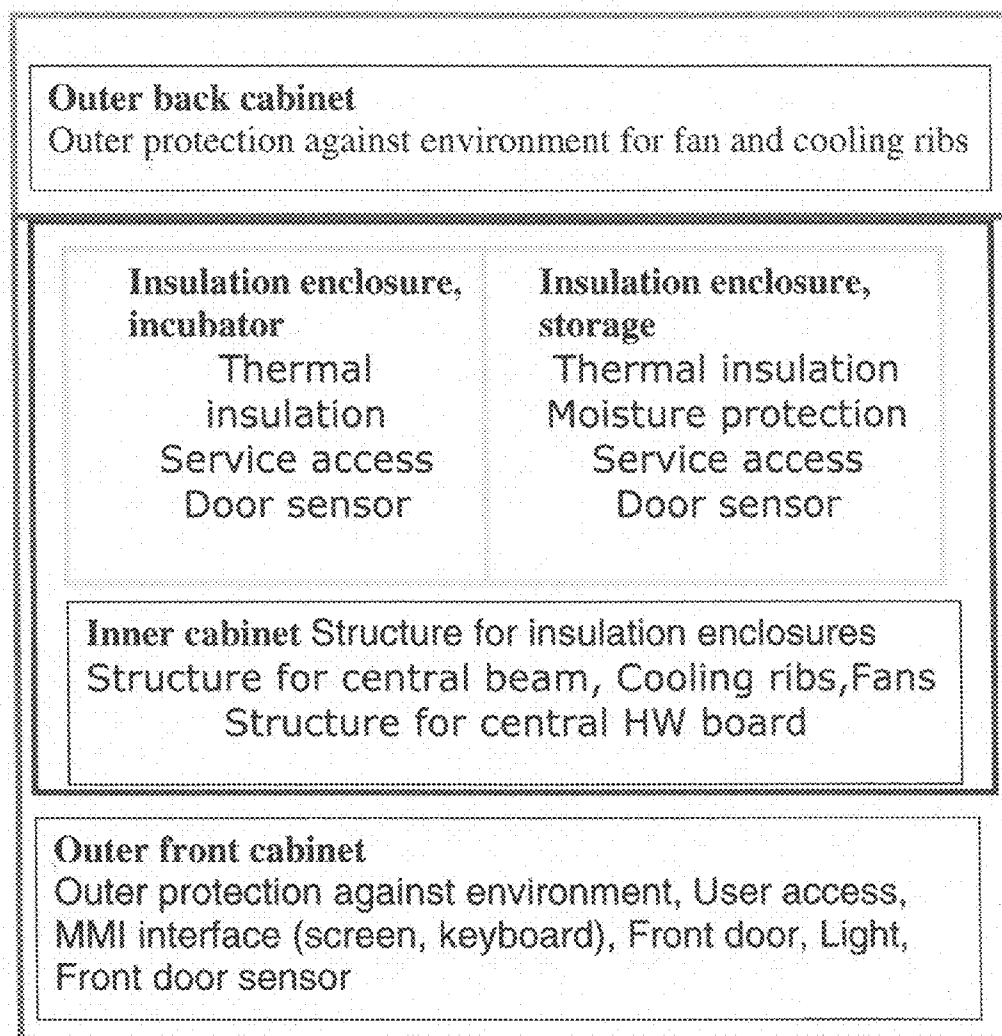 Outer back cabinet
Outer protection against environment for fan and cooling ribs
Insulation enclosure,
incubator
Thermal
insulation
Service access
Door sensor
Insulation enclosure,
storage
Thermal insulation
Moisture protection
Service access
Door sensor
Inner cabinet Structure for insulation enclosures
Structure for central beam, Cooling ribs,Fans
Structure for central HW board
Outer front cabinet
Outer protection against environment, User access,
MMI interface (screen, keyboard), Front door, Light,
Front door sensor